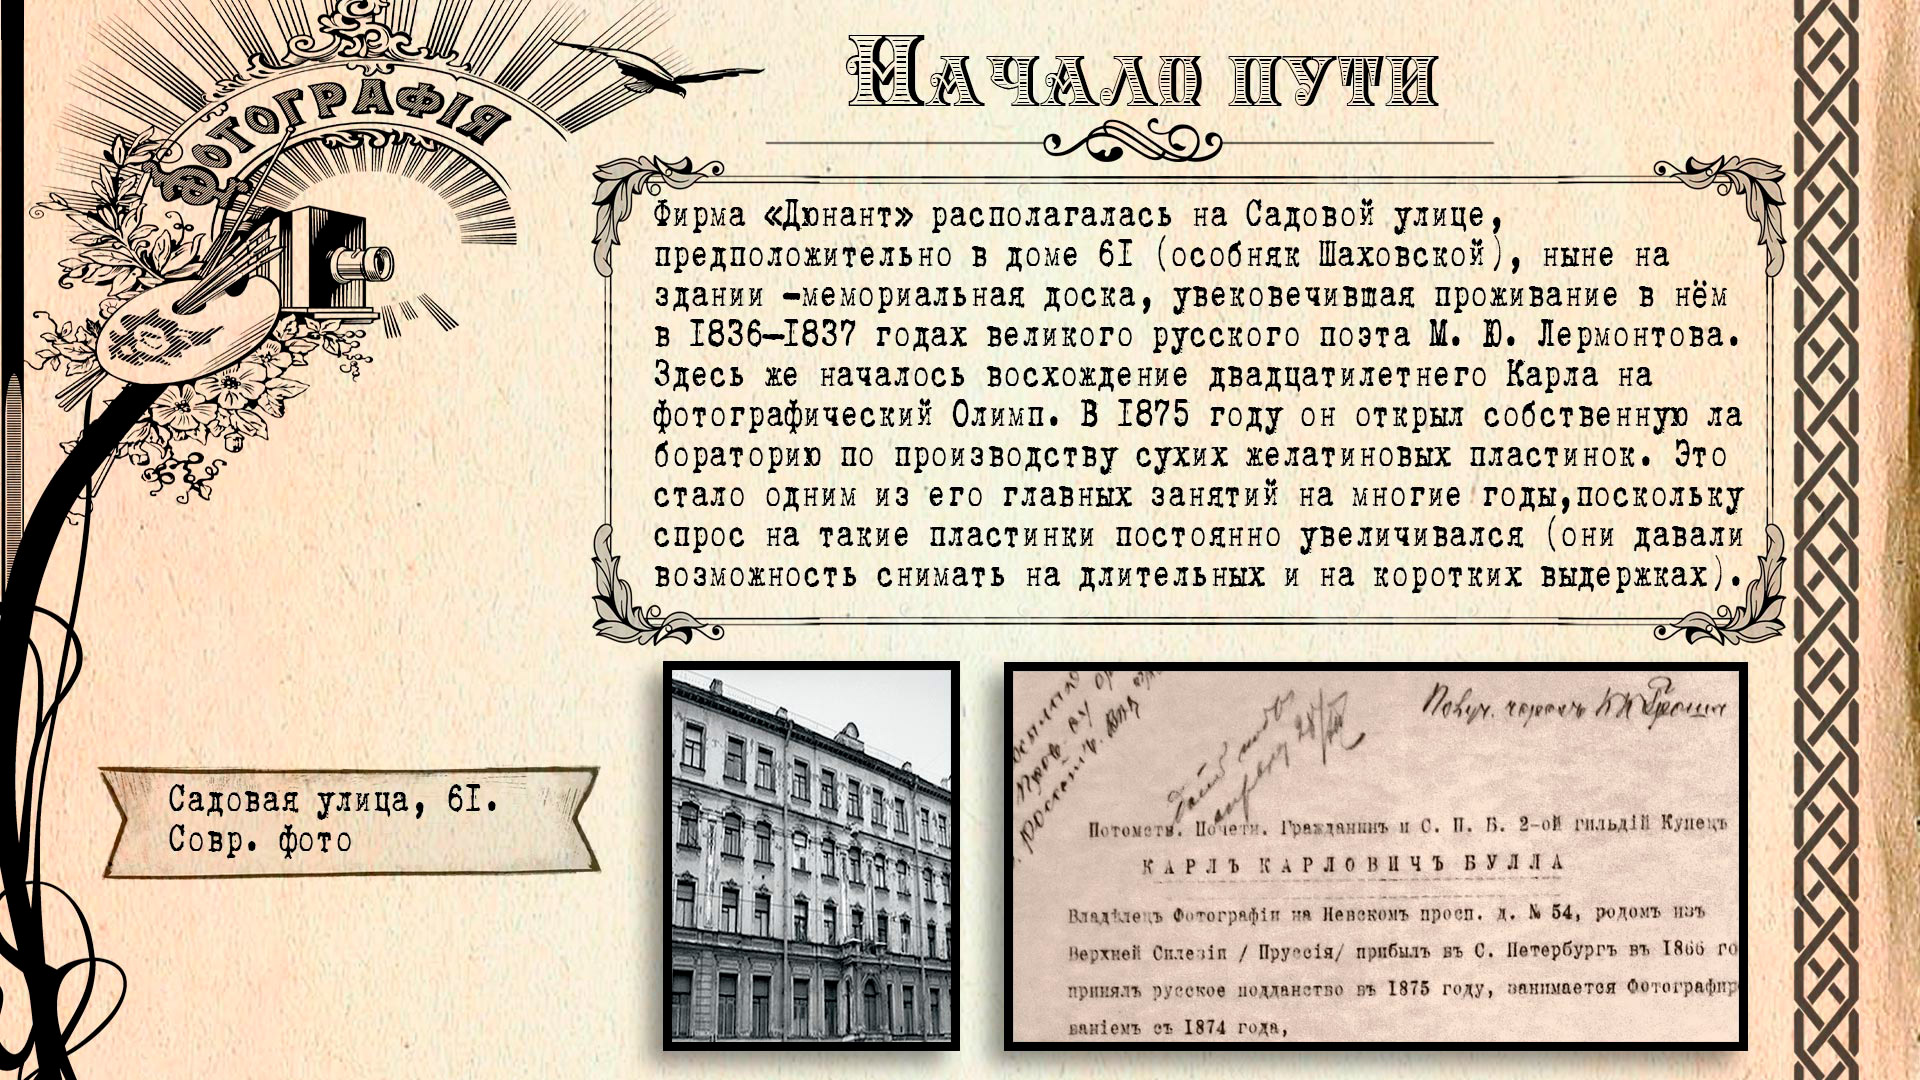 ФОТОГРАФІЯ
Начало пути
Фирма «Дюнант» располагалась на Садовой улице,
предположительно в доме 61 (особняк Шаховской), ныне на
здании –мемориальная доска, увековечившая проживание в нём
в 1836–1837 годах великого русского поэта М. Ю. Лермонтова.
Здесь же началось восхождение двадцатилетнего Карла на
фотографический Олимп. В 1875 году он открыл собственную ла
бораторию по производству сухих желатиновых пластинок. Это
стало одним из его главных занятий на многие годы,поскольку
спрос на такие пластинки постоянно увеличивался (они давали
возможность снимать на длительных и на коротких выдержках).
Садовая улица, 61.
Совр. фото
Потомств. Почетн. Гражданинъ и С. П. Б. 2-ой гильдій Купецъ
КАРЛЪ КАРЛОВИЧЪ БУЛЛА
Владѣлецъ Фотографіи на Невскомъ просп. д. № 54, родомъ изъ
Верхней Силезіи / Пруссія/ прибылъ въ С. Петербургъ въ 1866 го
принялъ русское подданство въ 1875 году, занимается Фотографир
ваніемъ съ 1874 года,